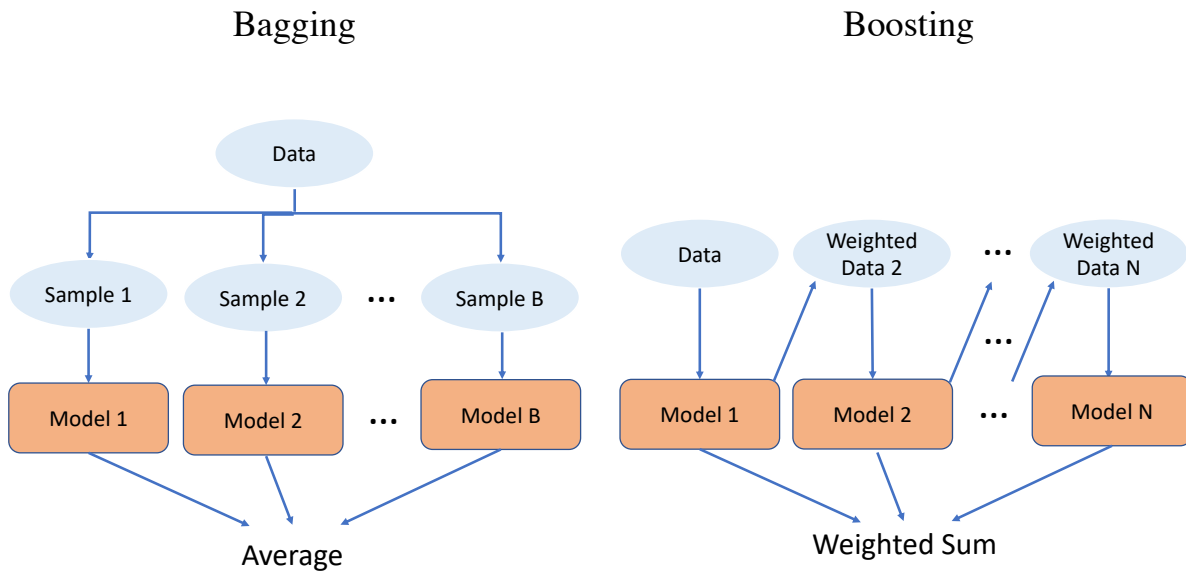 Bagging
Boosting
Data
Sample 1
Sample 2
...
Sample B
Model 1
Model 2
...
Model B
Average
Data
Weighted
Data 2
...
Weighted
Data N
...
Model 1
Model 2
...
Model N
Weighted Sum